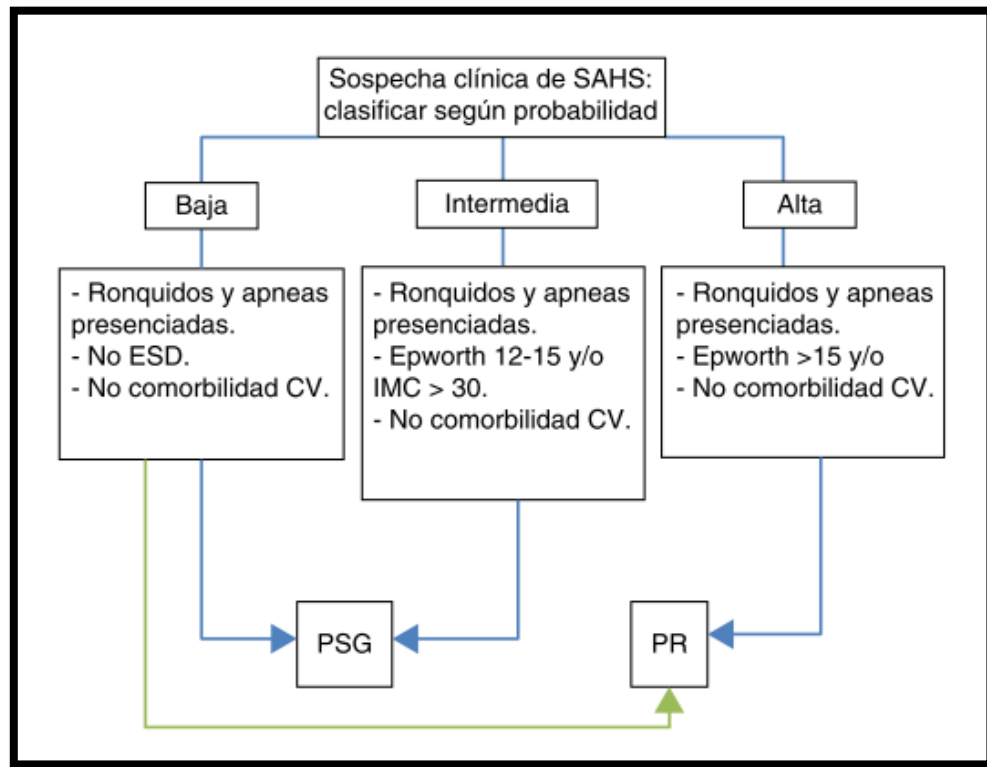 Sospecha clínica de SAHS:
clasificar según probabilidad
Baja
Intermedia
Alta
- Ronquidos y apneas
presenciadas.
- No ESD.
- No comorbilidad CV.
- Ronquidos y apneas
presenciadas.
- Epworth 12-15 y/o
IMC > 30.
- No comorbilidad CV.
- Ronquidos y apneas
presenciadas.
- Epworth >15 y/o
- No comorbilidad CV.
PSG
PR